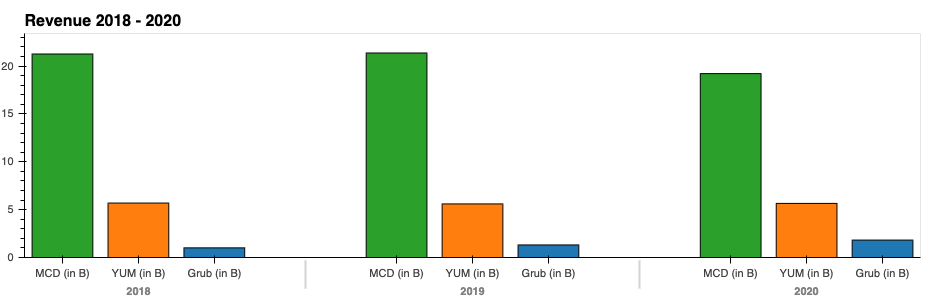 Revenue 2018 - 2020
20
15
10
5
0
MCD (in B) YUM (in B) Grub (in B) MCD (in B) YUM (in B) Grub (in B) MCD (in B) YUM (in B) Grub (in B)
2018 2019 2020